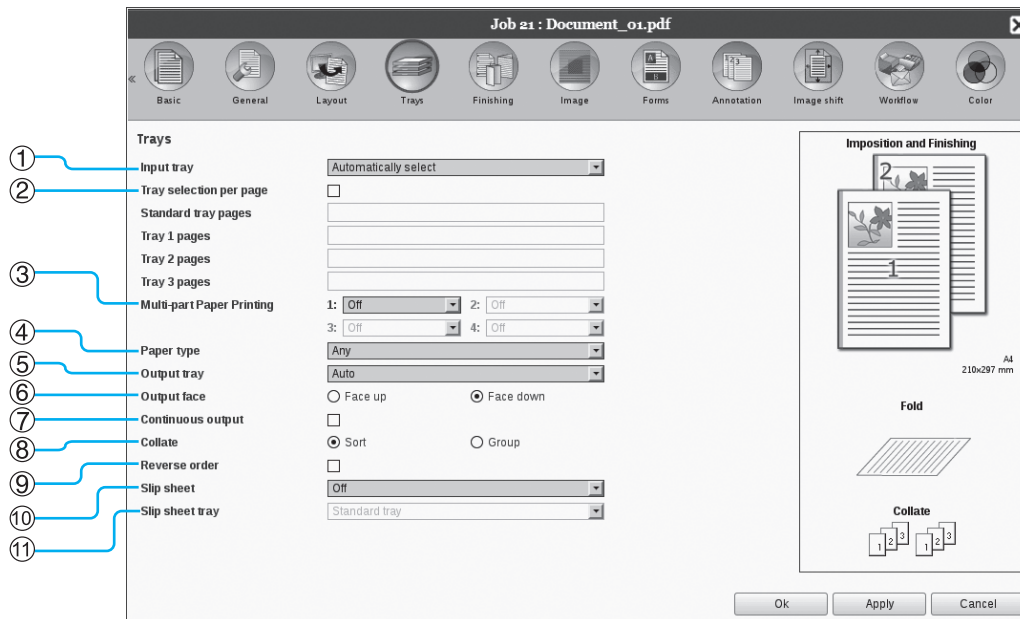 Job 21 : Document_01.pdf
«
Basic General Layout Trays Finishing Image Forms Annotation Image shift Workflow Color
Trays
① Input tray Automatically select
② Tray selection per page
Standard tray pages
Tray 1 pages
Tray 2 pages
Tray 3 pages
③ Multi-part Paper Printing 1: Off 2: Off
3: Off 4: Off
④ Paper type Any
⑤ Output tray Auto
⑥ Output face Face up Face down
⑦ Continuous output
⑧ Collate Sort Group
⑨ Reverse order
⑩ Slip sheet Off
⑪ Slip sheet tray Standard tray
Imposition and Finishing
2
1
A4
210x297 mm
Fold
Collate
1 2 3 1 2 3
Ok Apply Cancel